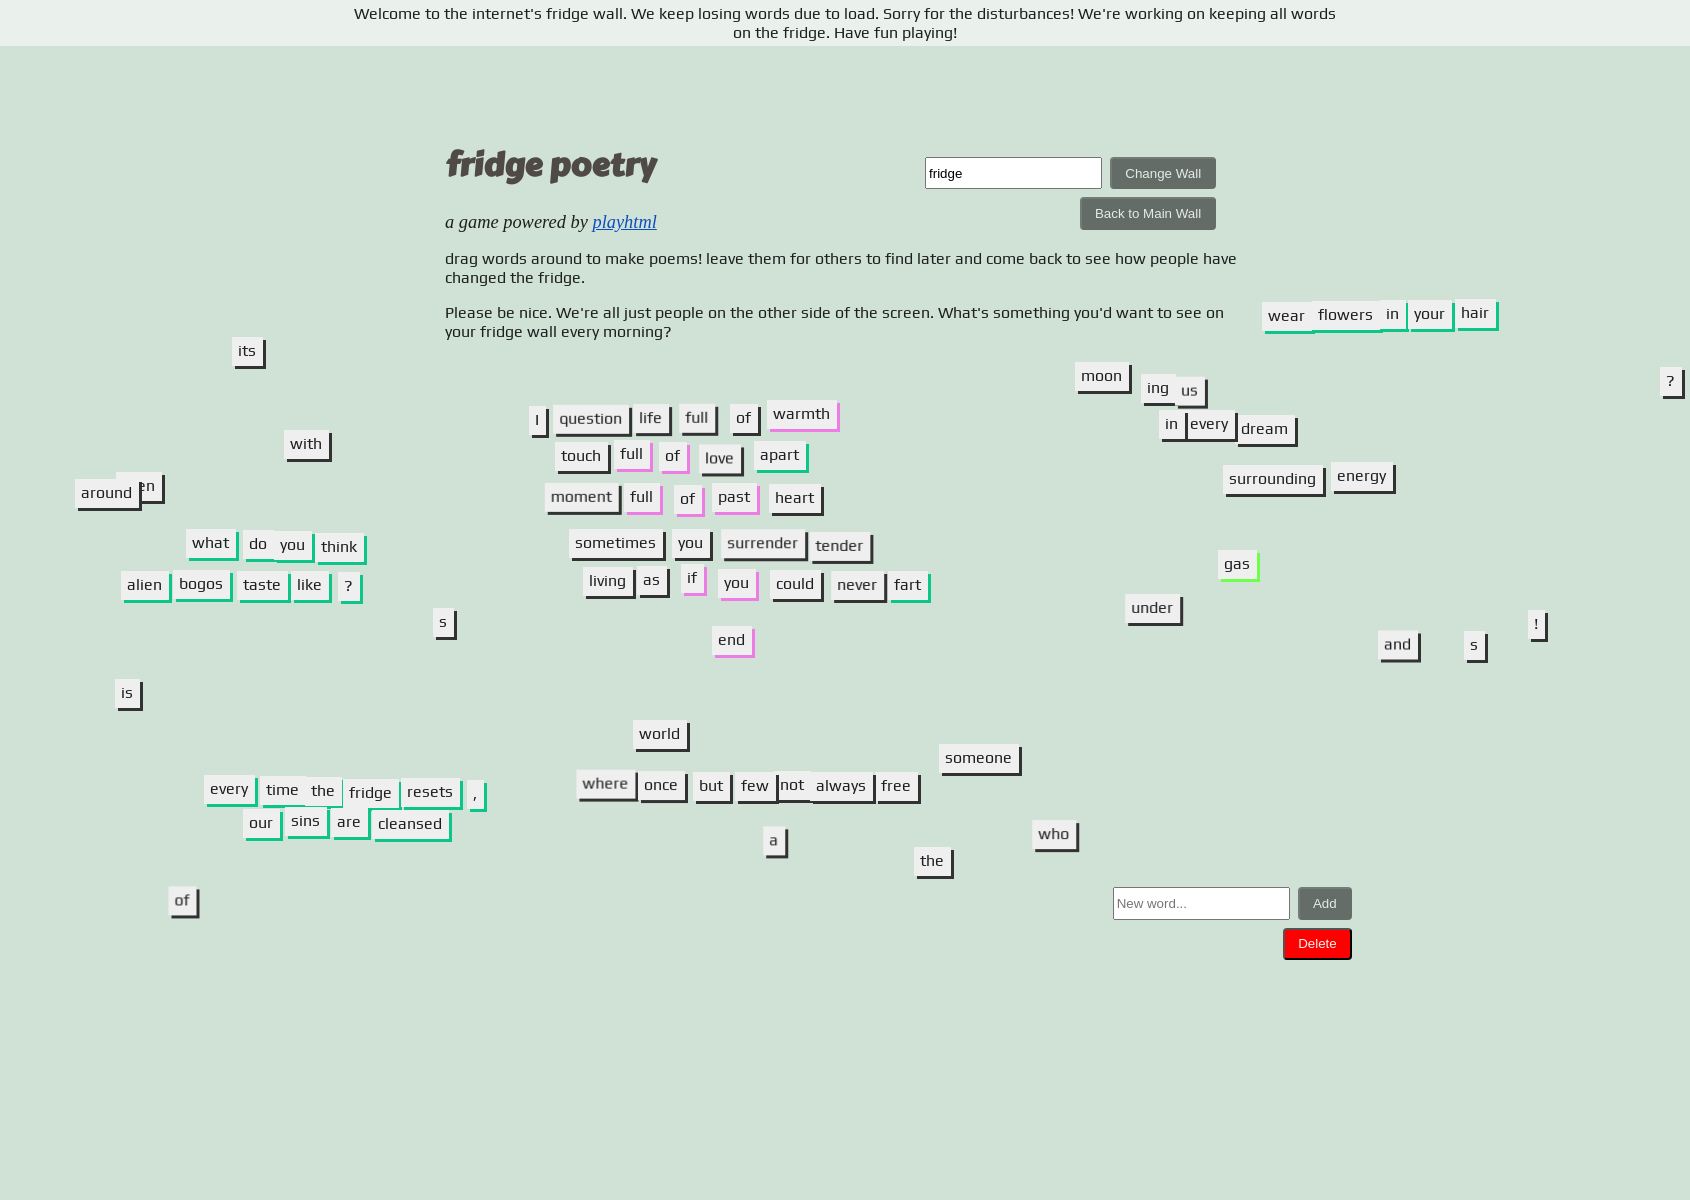 Welcome to the internet's fridge wall. We keep losing words due to load. Sorry for the disturbances! We're working on keeping all words
on the fridge. Have fun playing!
fridge poetry
fridge
Change Wall
Back to Main Wall
a game powered by playhtml
drag words around to make poems! leave them for others to find later and come back to see how people have
changed the fridge.
Please be nice. We're all just people on the other side of the screen. What's something you'd want to see on
your fridge wall every morning?
wear flowers in your hair
its
moon ing us
?
in every dream
with
I question life full of warmth
touch full of love apart
moment full of past heart
surrounding energy
around en
what do you think
alien bogos taste like ?
sometimes you surrender tender
living as if you could never fart
end
gas
under
!
and s
s
is
world
someone
where once but few not always free
every time the fridge resets ,
our sins are cleansed
a
who
the
of
New word...
Add
Delete